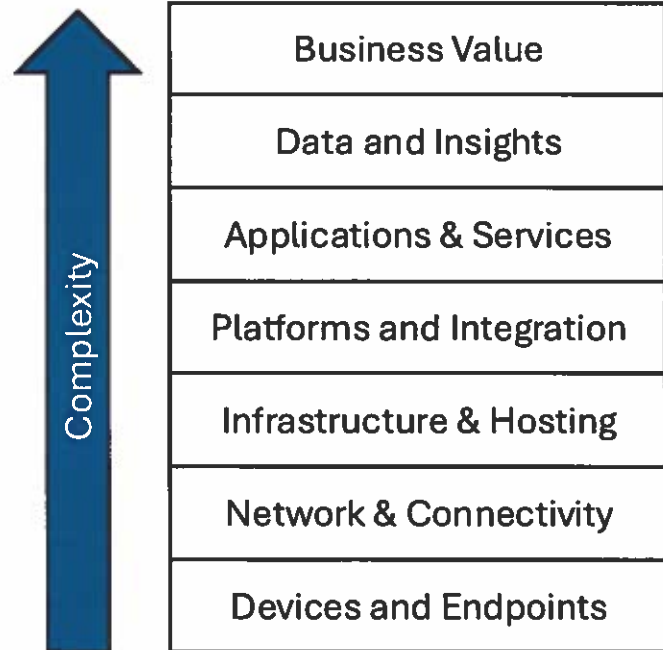 Complexity
Business Value
Data and Insights
Applications & Services
Platforms and Integration
Infrastructure & Hosting
Network & Connectivity
Devices and Endpoints